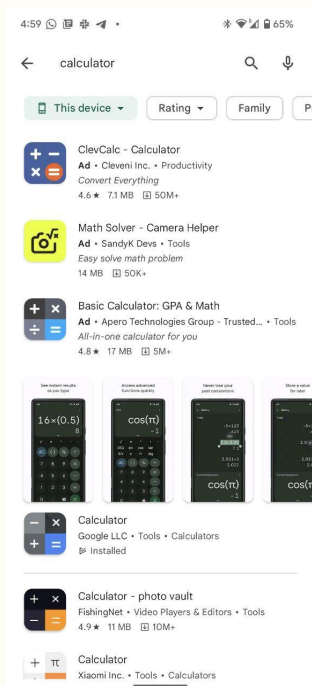 4:59 65%
calculator
This device Rating Family P
ClevCalc - Calculator
Ad • Cleveni Inc. • Productivity
Convert Everything
4.6★ 7.1 MB 50M+
Math Solver - Camera Helper
Ad • SandyK Devs • Tools
Easy solve math problem
14 MB 50K+
Basic Calculator: GPA & Math
Ad • Apero Technologies Group - Trusted... • Tools
All-in-one calculator for you
4.8★ 17 MB 5M+
See instant results as you type
16×(0.5)
8
Access advanced functions quickly
cos(π)
−1
Never lose your past calculations
cos(π)
−1
Store a value for later
cos(π
Calculator
Google LLC • Tools • Calculators
Installed
Calculator - photo vault
FishingNet • Video Players & Editors • Tools
4.9★ 11 MB 10M+
Calculator
Xiaomi Inc. • Tools • Calculators